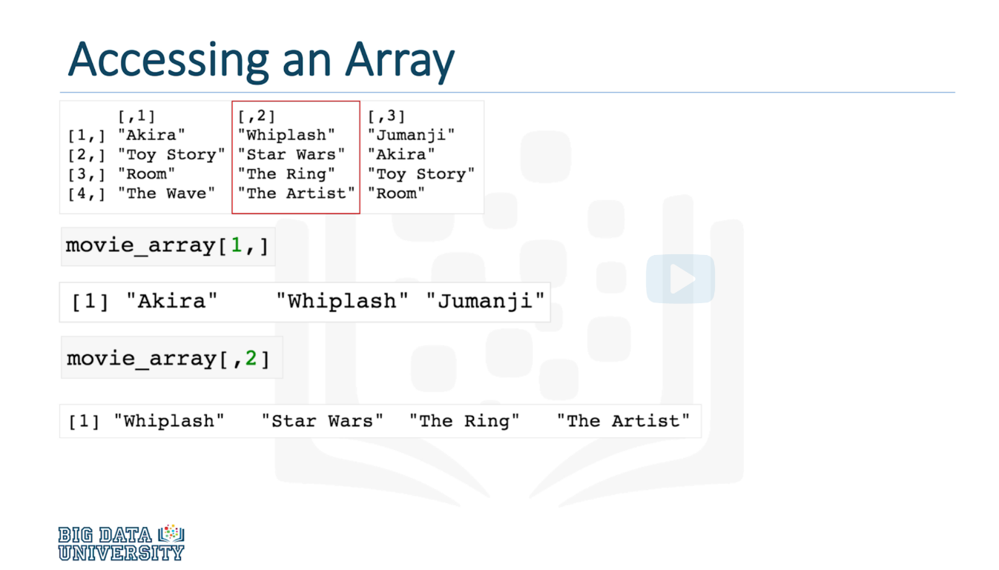 Accessing an Array
[,1] [,2] [,3]
[1,] "Akira" "Whiplash" "Jumanji"
[2,] "Toy Story" "Star Wars" "Akira"
[3,] "Room" "The Ring" "Toy Story"
[4,] "The Wave" "The Artist" "Room"
movie_array[1,]
[1] "Akira" "Whiplash" "Jumanji"
movie_array[,2]
[1] "Whiplash" "Star Wars" "The Ring" "The Artist"
BIG DATA
UNIVERSITY